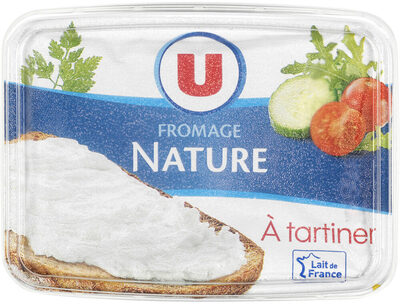 U
FROMAGE
NATURE
À tartiner
Lait de
France